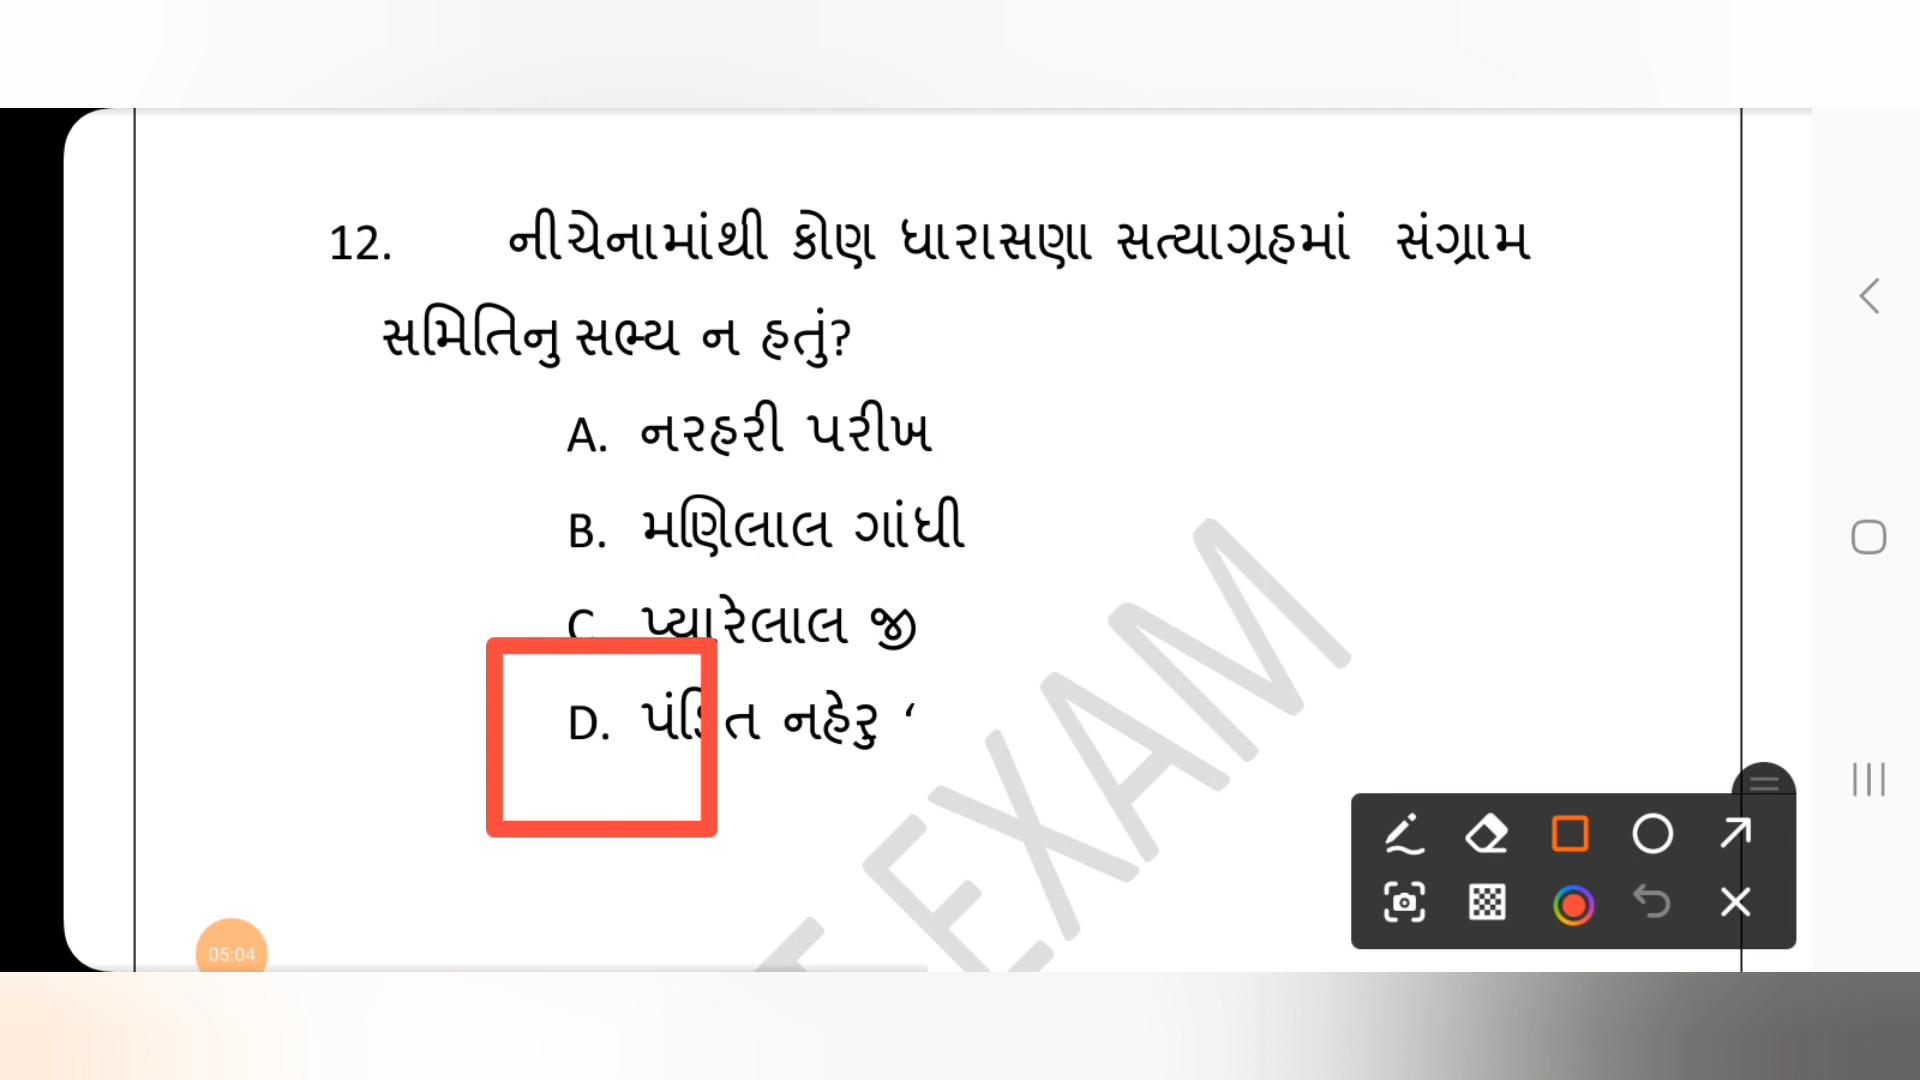 12. નીચેનામાંથી કોણ ધારાસણા સત્યાગ્રહમાં સંગ્રામ
સમિતિનુ સભ્ય ન હતું?
A. નરહરી પરીખ
B. મણિલાલ ગાંધી
C પ્યારેલાલ જી
D. પંડિત નહેરુ ‘
EXAM
05:04